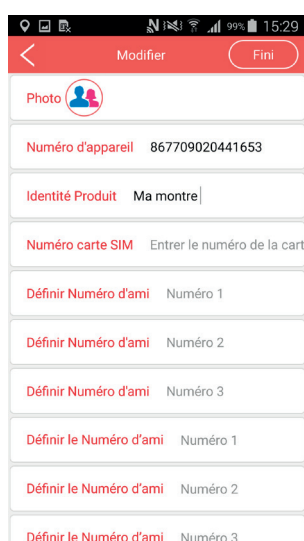 99% 15:29
Modifier Fini
Photo
Numéro d'appareil 867709020441653
Identité Produit Ma montre
Numéro carte SIM Entrer le numéro de la cart
Définir Numéro d'ami Numéro 1
Définir Numéro d'ami Numéro 2
Définir Numéro d'ami Numéro 3
Définir le Numéro d'ami Numéro 1
Définir le Numéro d'ami Numéro 2
Définir le Numéro d'ami Numéro 3